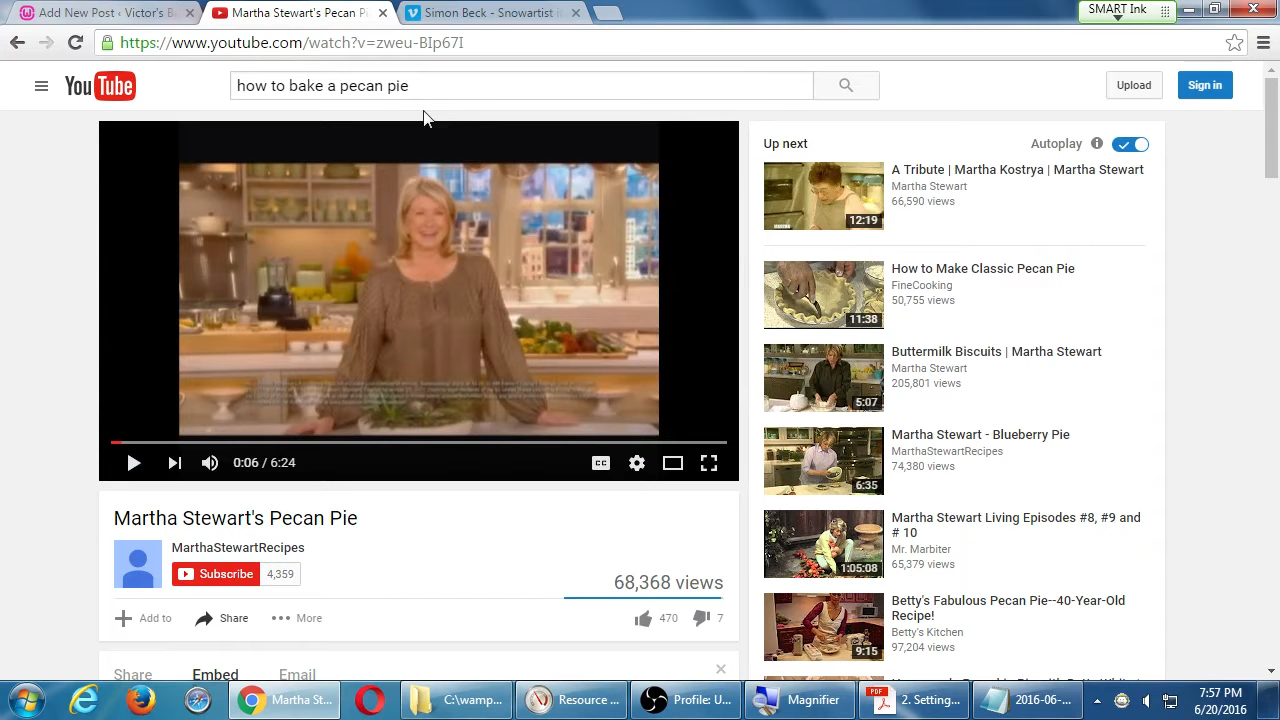 Add New Post ‹ Victor's B
Martha Stewart's Pecan Pi
Simon Beck - Snowartist i
SMART Ink
https://www.youtube.com/watch?v=zweu-BIp67I
YouTube
how to bake a pecan pie
Upload
Sign in
Up next
Autoplay
A Tribute | Martha Kostrya | Martha Stewart
Martha Stewart
66,590 views
12:19
How to Make Classic Pecan Pie
FineCooking
50,755 views
11:38
Buttermilk Biscuits | Martha Stewart
Martha Stewart
205,801 views
5:07
Martha Stewart - Blueberry Pie
MarthaStewartRecipes
74,380 views
6:35
Martha Stewart Living Episodes #8, #9 and
# 10
Mr. Marbiter
65,379 views
1:05:08
Betty's Fabulous Pecan Pie--40-Year-Old
Recipe!
Betty's Kitchen
97,204 views
9:15
0:06 / 6:24
CC
Martha Stewart's Pecan Pie
MarthaStewartRecipes
Subscribe
4,359
68,368 views
Add to
Share
More
470
7
Share
Embed
Email
Martha St...
C:\wamp...
Resource ...
Profile: U...
Magnifier
PDF
2. Setting...
2016-06-...
7:57 PM
6/20/2016